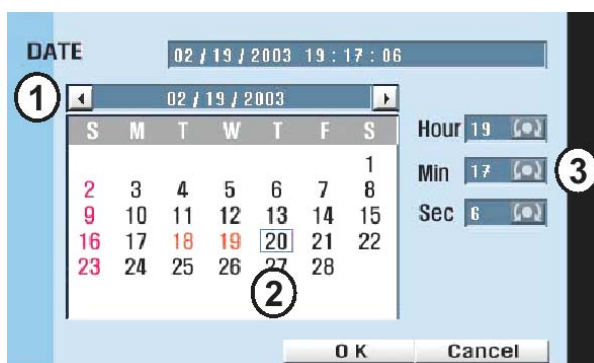 DATE 02 / 19 / 2003 19 : 17 : 06
1
02 / 19 / 2003
S M T W T F S
1
2 3 4 5 6 7 8
9 10 11 12 13 14 15
16 17 18 19 20 21 22
23 24 25 26 27 28
2
Hour 19
Min 17
3
Sec 6
OK Cancel